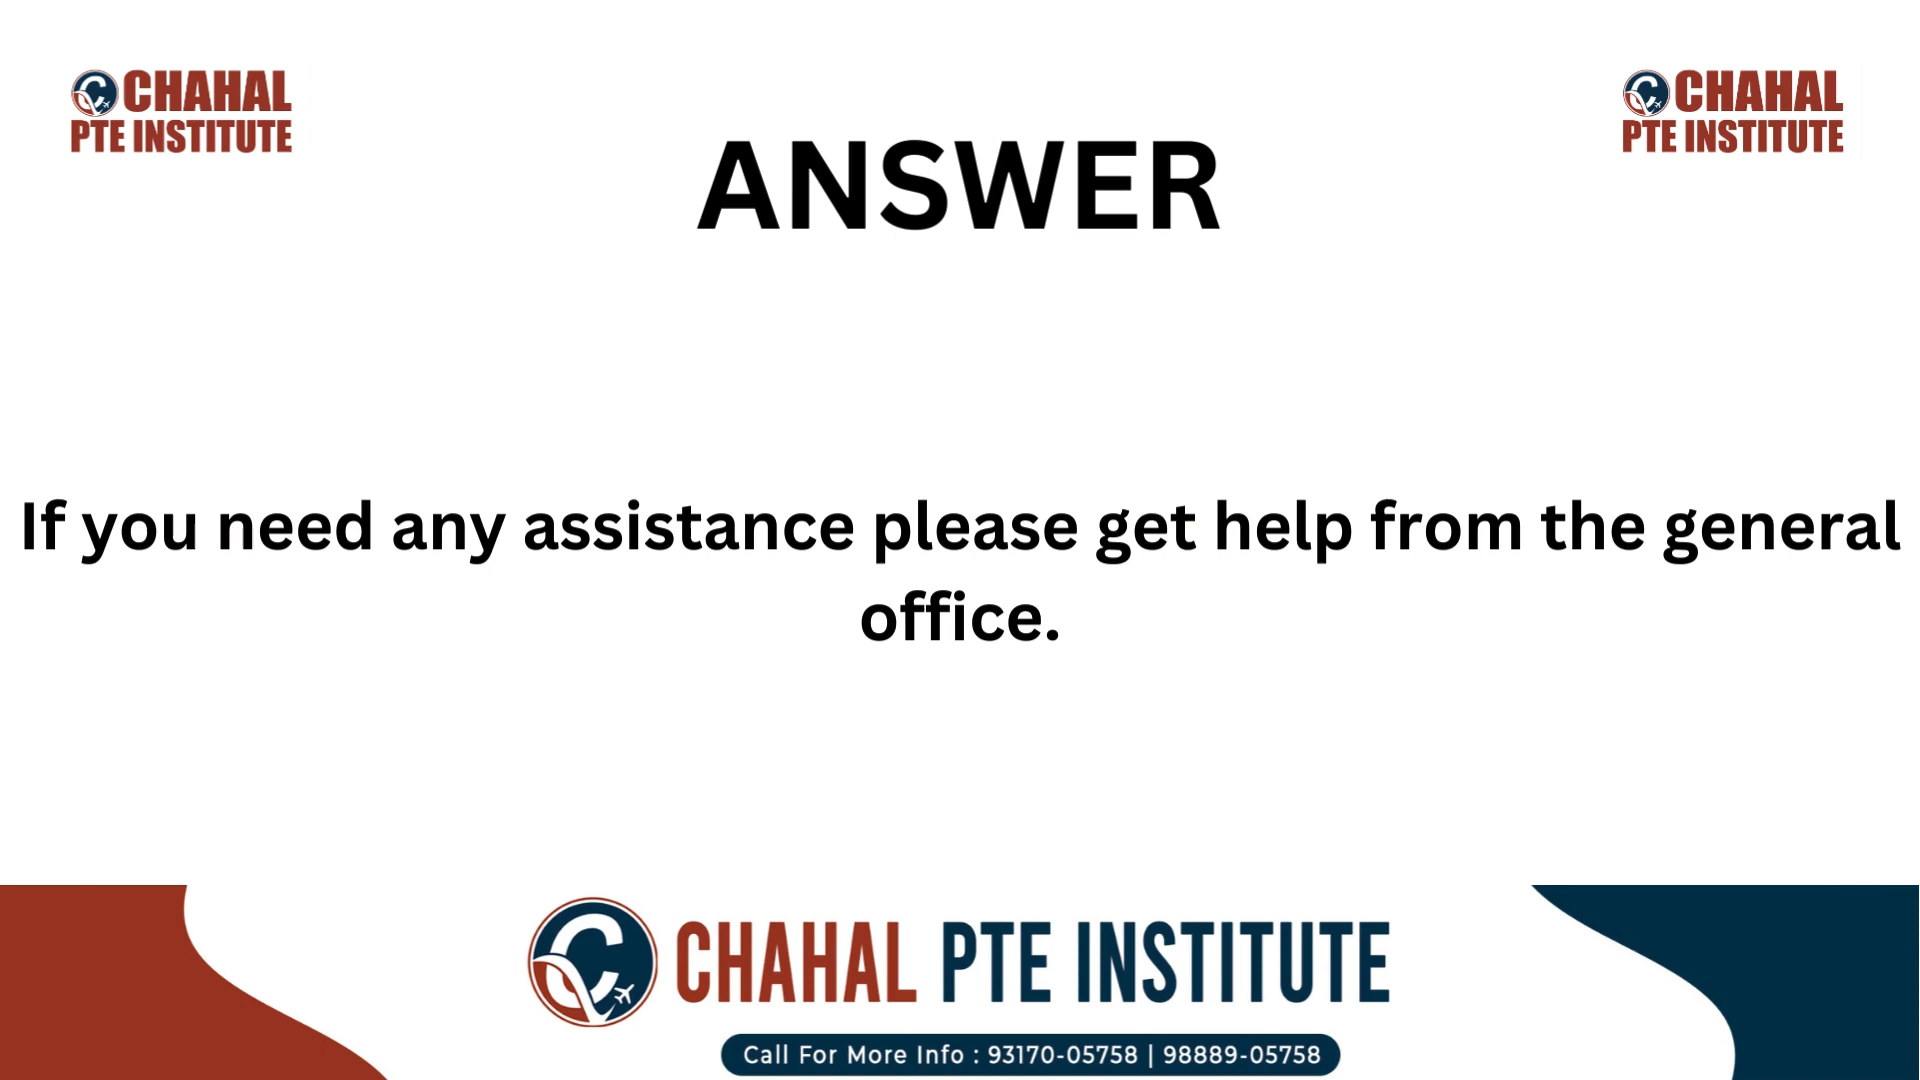 CHAHAL
PTE INSTITUTE
CHAHAL
PTE INSTITUTE
ANSWER
If you need any assistance please get help from the general
office.
CHAHAL PTE INSTITUTE
Call For More Info : 93170-05758 | 98889-05758